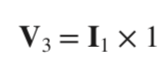 V₃ = I₁ × 1